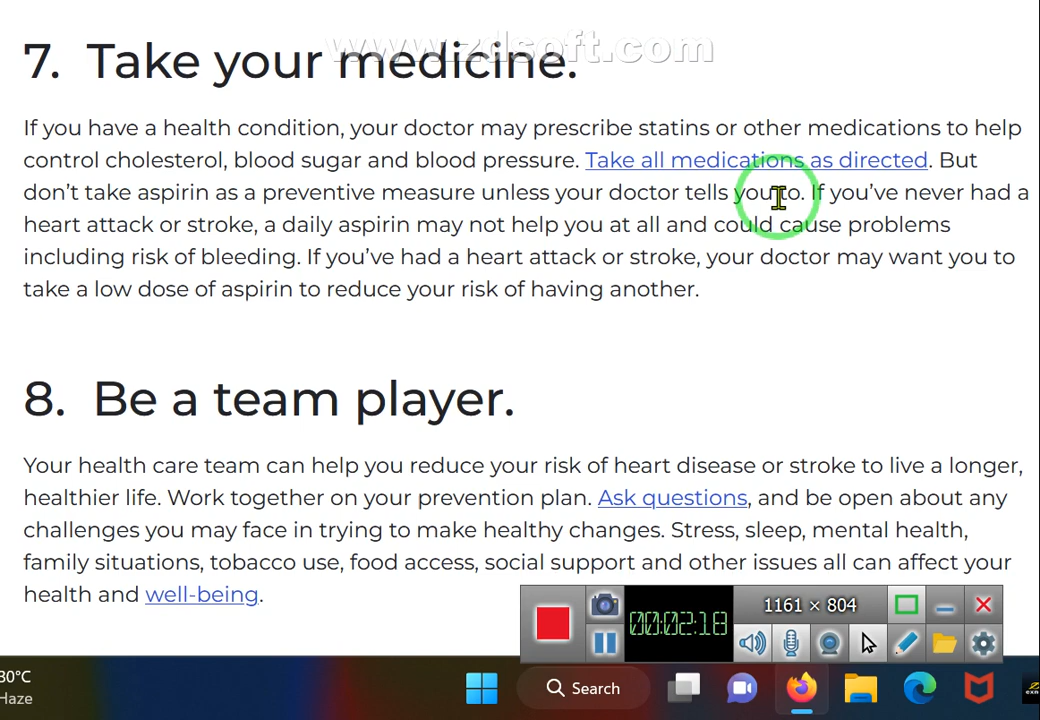 www.zdsoft.com
7. Take your medicine.
If you have a health condition, your doctor may prescribe statins or other medications to help
control cholesterol, blood sugar and blood pressure. Take all medications as directed. But
don’t take aspirin as a preventive measure unless your doctor tells you to. If you’ve never had a
heart attack or stroke, a daily aspirin may not help you at all and could cause problems
including risk of bleeding. If you’ve had a heart attack or stroke, your doctor may want you to
take a low dose of aspirin to reduce your risk of having another.
8. Be a team player.
Your health care team can help you reduce your risk of heart disease or stroke to live a longer,
healthier life. Work together on your prevention plan. Ask questions, and be open about any
challenges you may face in trying to make healthy changes. Stress, sleep, mental health,
family situations, tobacco use, food access, social support and other issues all can affect your
health and well-being.
00:02:18
1161 × 804
30°C
Haze
Search